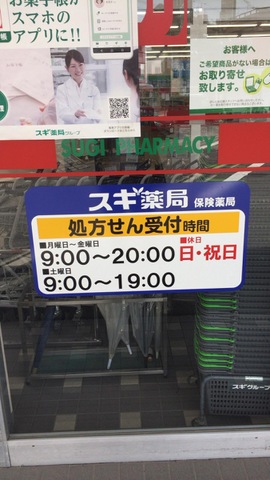 お薬手帳が
スマホの
アプリに!!
スギ薬局グループ
お客様へ
ご希望商品がない場合は
お取り寄せ
致します。
SUGI PHARMACY
スギ薬局 保険薬局
処方せん受付時間
■月曜日〜金曜日
9:00〜20:00
■土曜日
9:00〜19:00
■休日
日・祝日
スギグループ